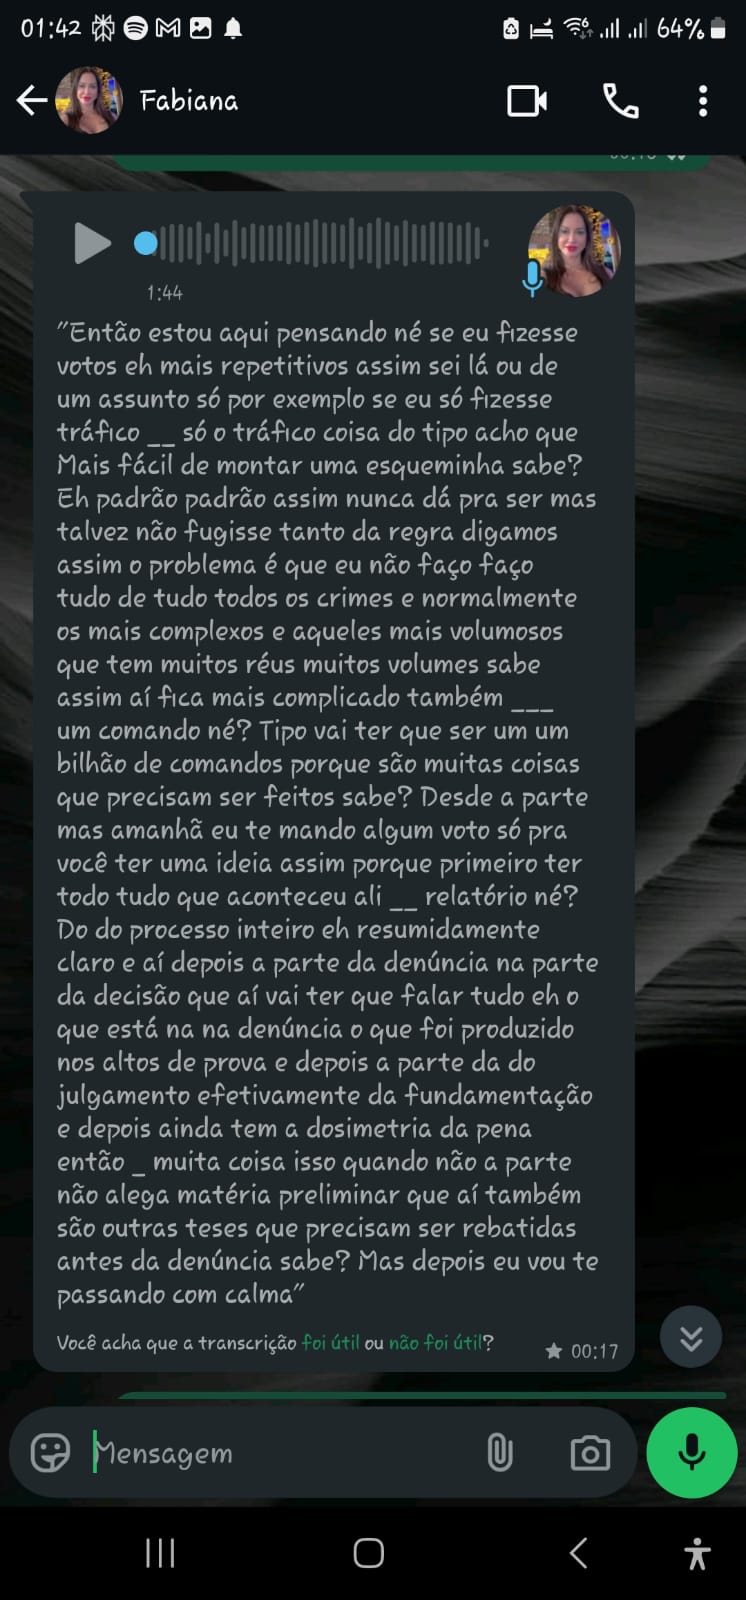 01:42
64%
Fabiana
1:44
"Então estou aqui pensando né se eu fizesse
votos eh mais repetitivos assim sei lá ou de
um assunto só por exemplo se eu só fizesse
tráfico __ só o tráfico coisa do tipo acho que
Mais fácil de montar uma esqueminha sabe?
Eh padrão padrão assim nunca dá pra ser mas
talvez não fugisse tanto da regra digamos
assim o problema é que eu não faço faço
tudo de tudo todos os crimes e normalmente
os mais complexos e aqueles mais volumosos
que tem muitos réus muitos volumes sabe
assim aí fica mais complicado também ___
um comando né? Tipo vai ter que ser um um
bilhão de comandos porque são muitas coisas
que precisam ser feitos sabe? Desde a parte
mas amanhã eu te mando algum voto só pra
você ter uma ideia assim porque primeiro ter
todo tudo que aconteceu ali __ relatório né?
Do do processo inteiro eh resumidamente
claro e aí depois a parte da denúncia na parte
da decisão que aí vai ter que falar tudo eh o
que está na na denúncia o que foi produzido
nos altos de prova e depois a parte da do
julgamento efetivamente da fundamentação
e depois ainda tem a dosimetria da pena
então _ muita coisa isso quando não a parte
não alega matéria preliminar que aí também
são outras teses que precisam ser rebatidas
antes da denúncia sabe? Mas depois eu vou te
passando com calma"
Você acha que a transcrição foi útil ou não foi útil?
00:17
Mensagem